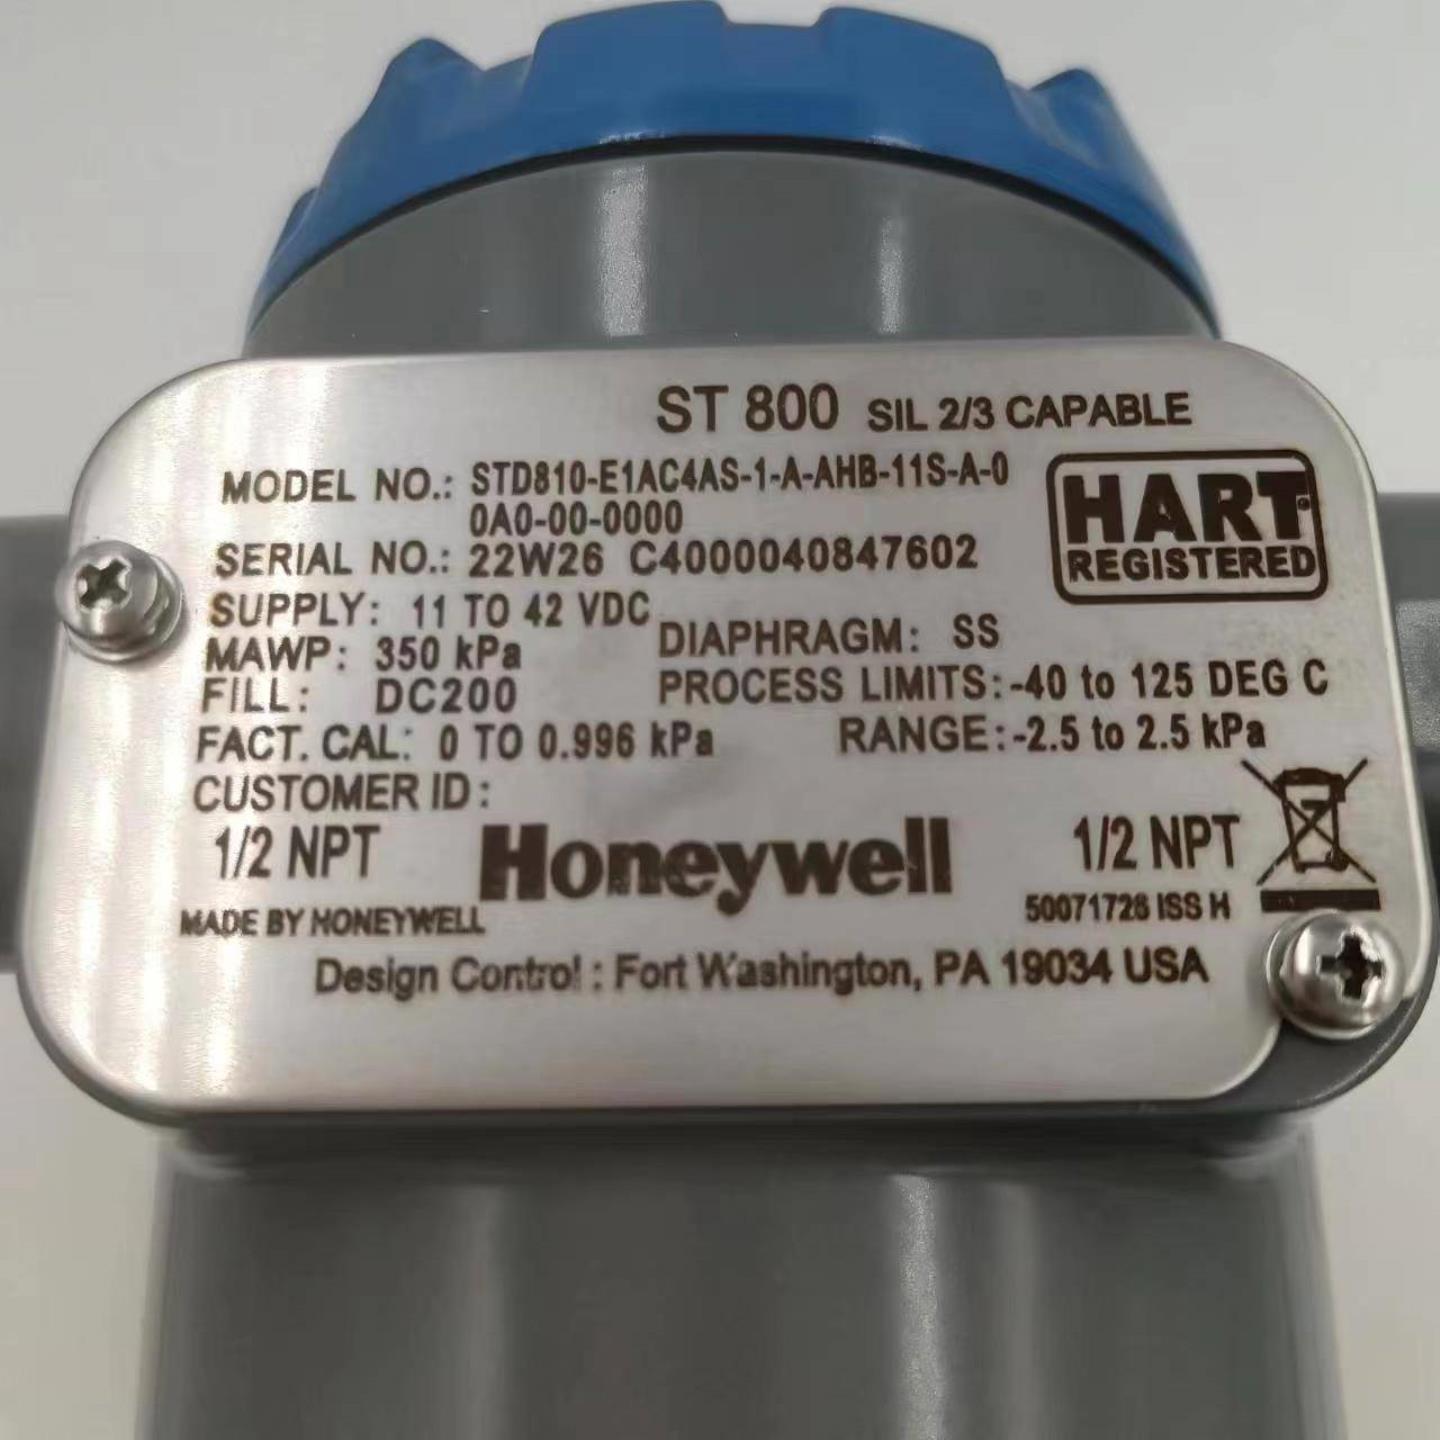 ST 800 SIL 2/3 CAPABLE
MODEL NO.: STD810-E1AC4AS-1-A-AHB-11S-A-0
0A0-00-0000
HART
REGISTERED
SERIAL NO.: 22W26 C4000040847602
SUPPLY: 11 TO 42 VDC
DIAPHRAGM: SS
MAWP: 350 kPa
PROCESS LIMITS:-40 to 125 DEG C
FILL: DC200
FACT. CAL: 0 TO 0.996 kPa
RANGE:-2.5 to 2.5 kPa
CUSTOMER ID :
1/2 NPT
Honeywell
1/2 NPT
MADE BY HONEYWELL
50071726 ISS H
Design Control : Fort Washington, PA 19034 USA